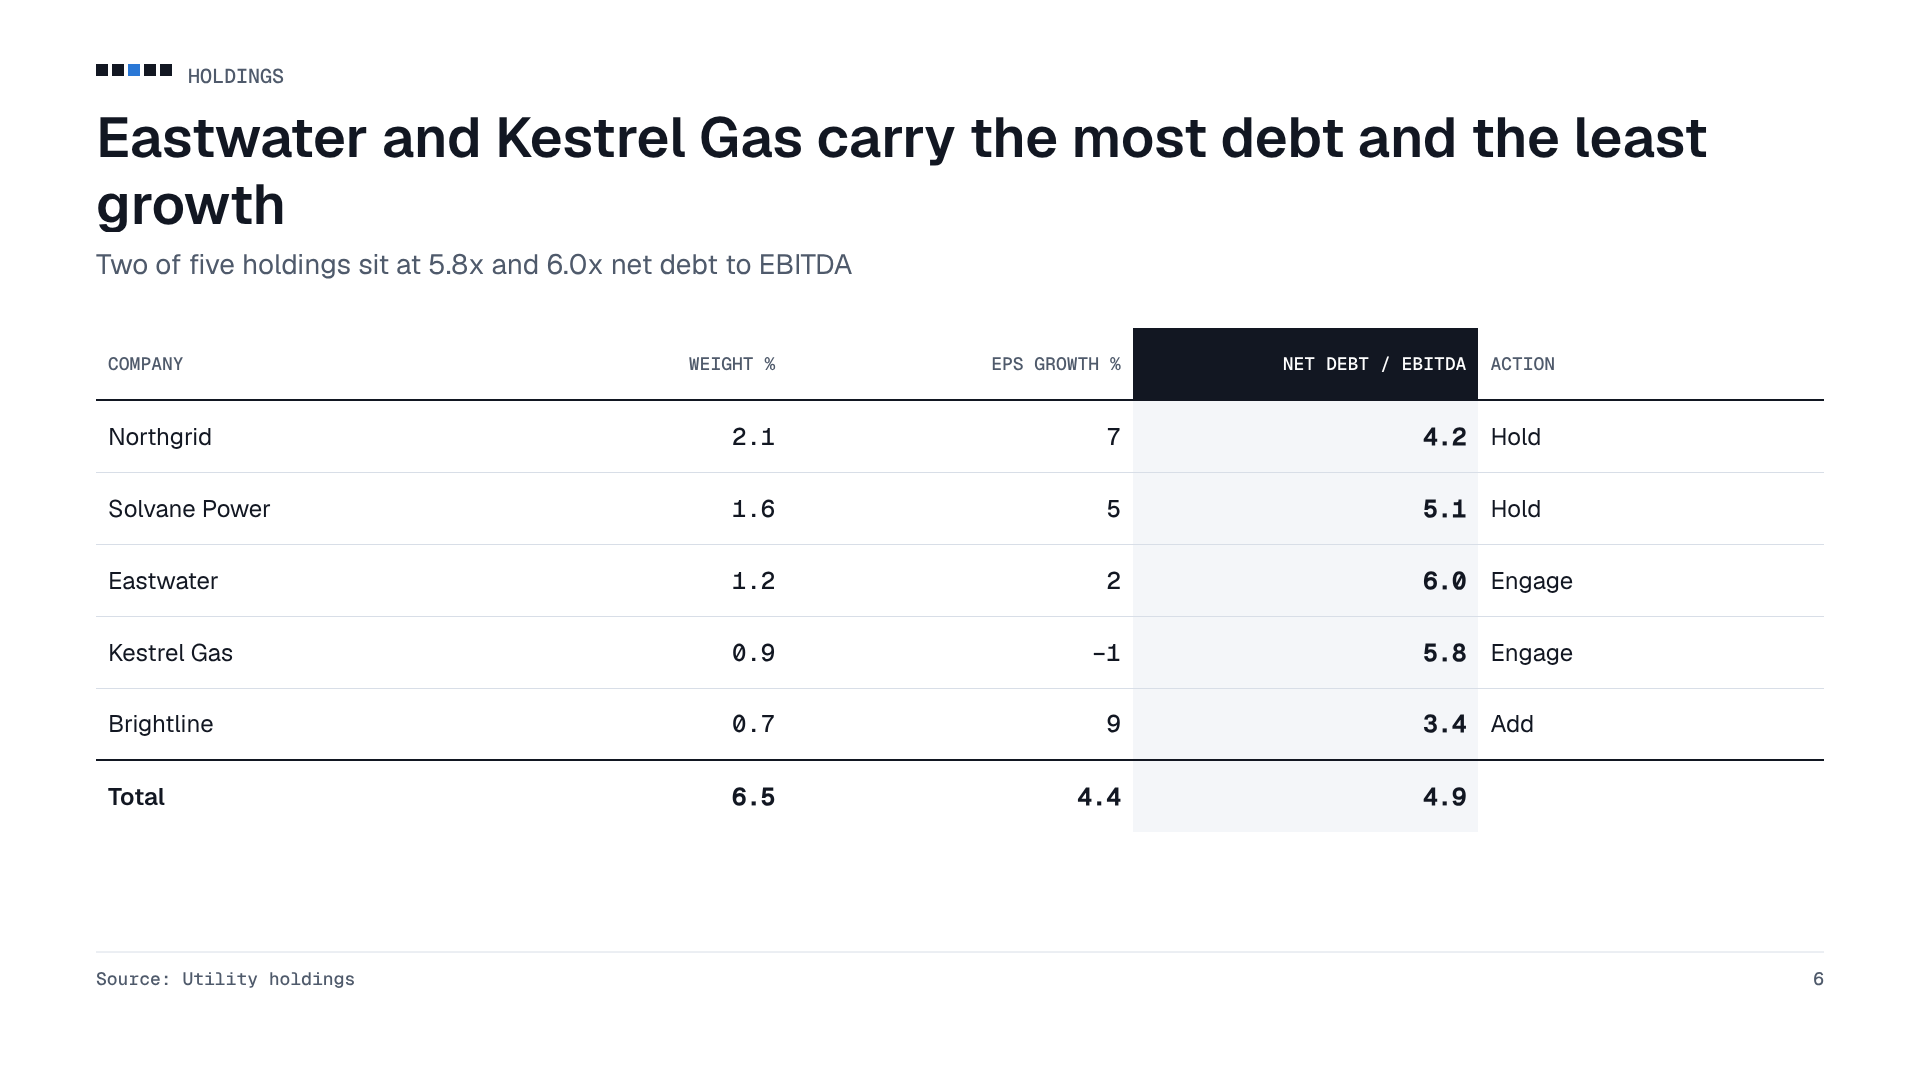 HOLDINGS
Eastwater and Kestrel Gas carry the most debt and the least
growth
Two of five holdings sit at 5.8x and 6.0x net debt to EBITDA
COMPANY WEIGHT % EPS GROWTH % NET DEBT / EBITDA ACTION
Northgrid 2.1 7 4.2 Hold
Solvane Power 1.6 5 5.1 Hold
Eastwater 1.2 2 6.0 Engage
Kestrel Gas 0.9 −1 5.8 Engage
Brightline 0.7 9 3.4 Add
Total 6.5 4.4 4.9
Source: Utility holdings 6